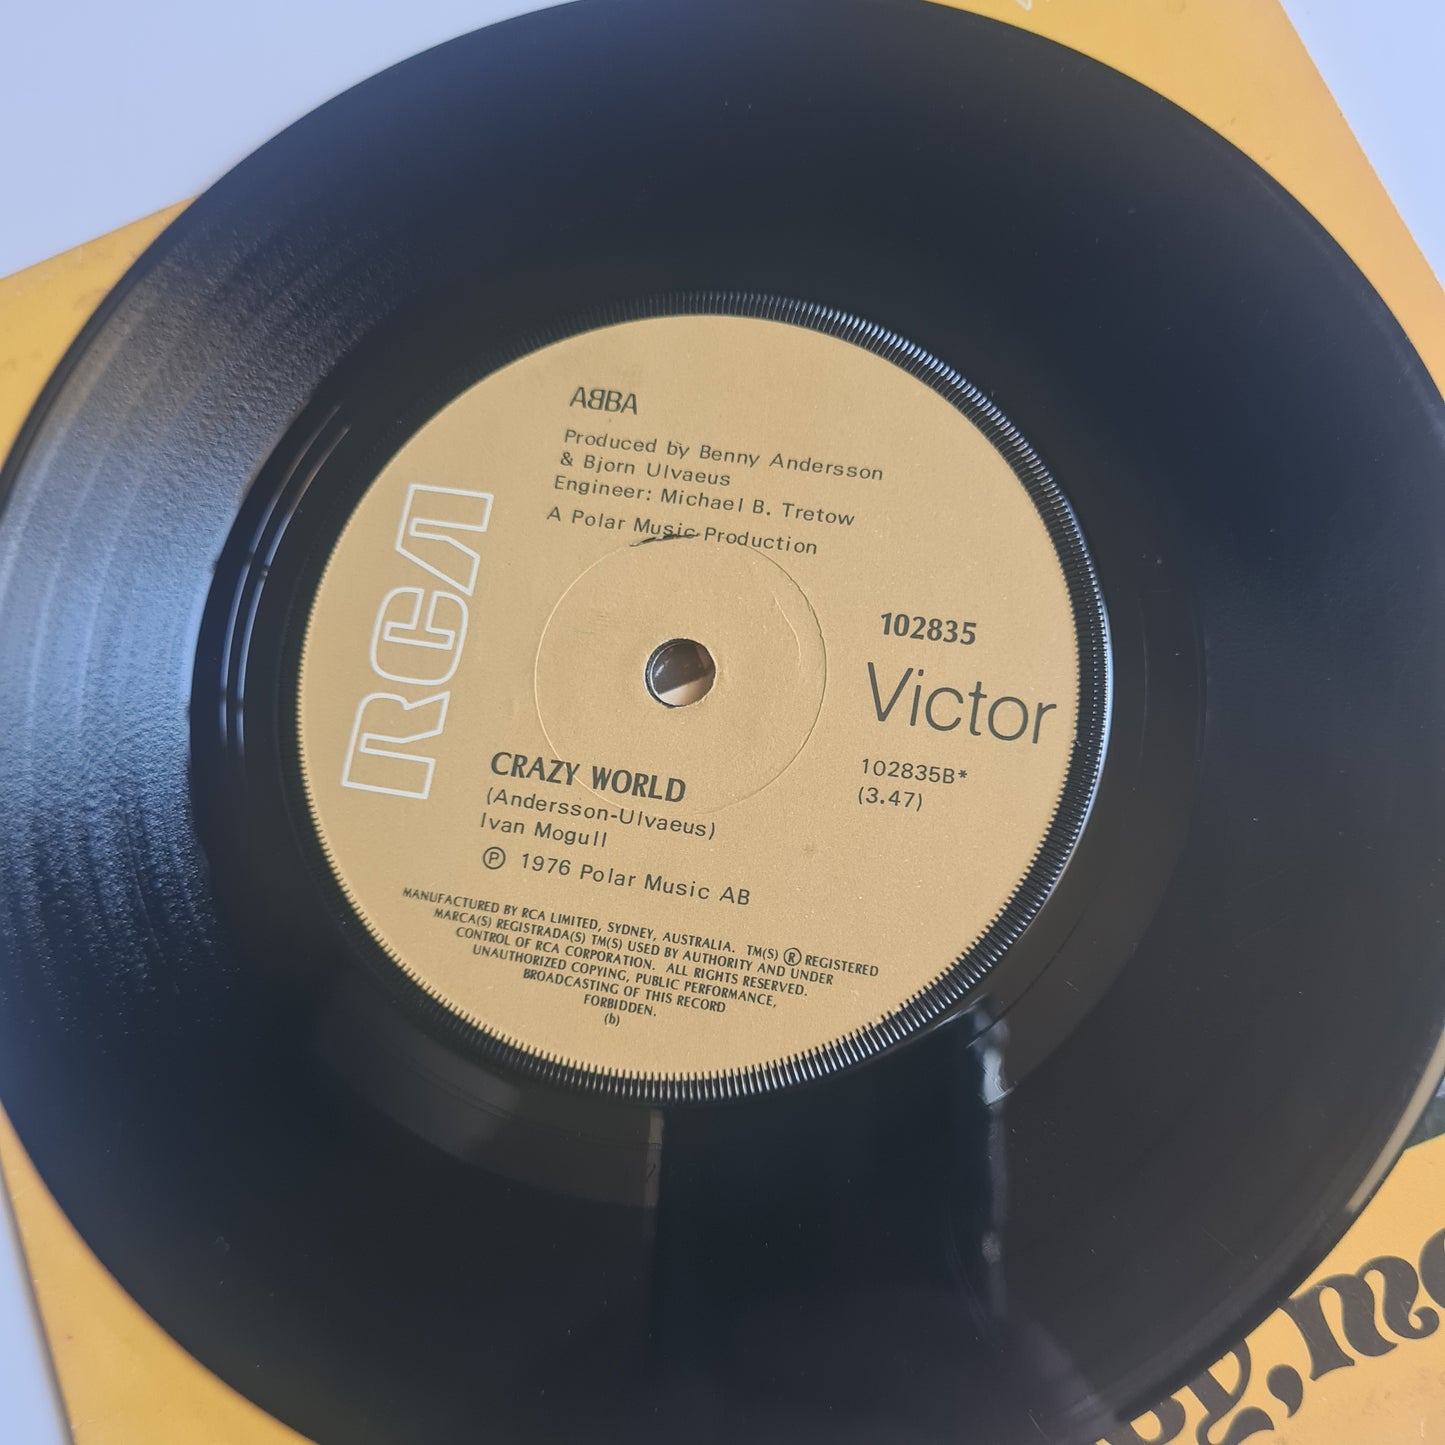 AᗺBA
Produced by Benny Andersson
& Bjorn Ulvaeus
Engineer: Michael B. Tretow
A Polar Music Production
RCA
102835
Victor
102835B*
(3.47)
CRAZY WORLD
(Andersson-Ulvaeus)
Ivan Mogull
Ⓟ 1976 Polar Music AB
MANUFACTURED BY RCA LIMITED, SYDNEY, AUSTRALIA. TM(S) ® REGISTERED
MARCA(S) REGISTRADA(S) TM(S) USED BY AUTHORITY AND UNDER
CONTROL OF RCA CORPORATION. ALL RIGHTS RESERVED.
UNAUTHORIZED COPYING, PUBLIC PERFORMANCE,
BROADCASTING OF THIS RECORD
FORBIDDEN.
(b)